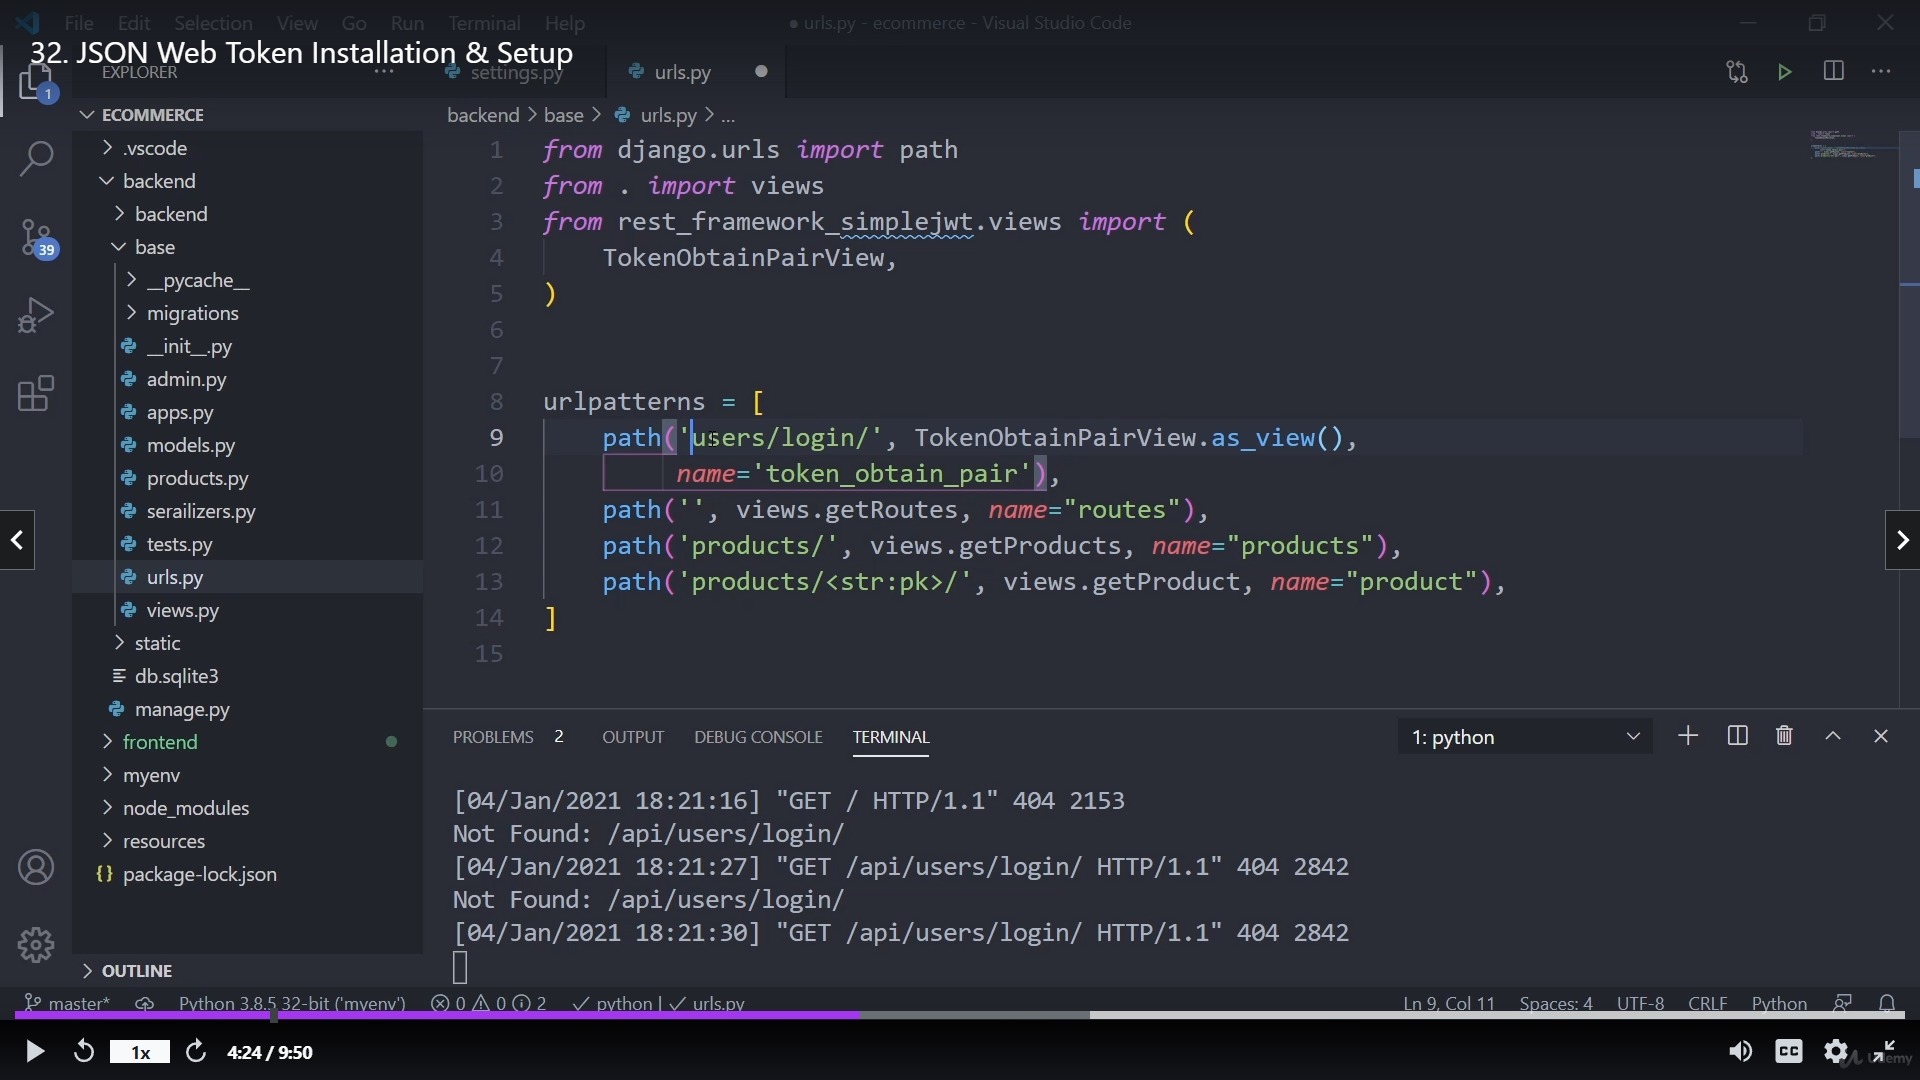 File Edit Selection View Go Run Terminal Help
● urls.py - ecommerce - Visual Studio Code
32. JSON Web Token Installation & Setup
EXPLORER
...
settings.py
urls.py ●
1
ECOMMERCE
backend > base > urls.py > ...
.vscode
backend
backend
39
base
__pycache__
migrations
__init__.py
admin.py
apps.py
models.py
products.py
serailizers.py
tests.py
urls.py
views.py
static
db.sqlite3
manage.py
frontend
myenv
node_modules
resources
{} package-lock.json
OUTLINE
1 from django.urls import path
2 from . import views
3 from rest_framework_simplejwt.views import (
4 TokenObtainPairView,
5 )
6
7
8 urlpatterns = [
9 path('users/login/', TokenObtainPairView.as_view(),
10 name='token_obtain_pair'),
11 path('', views.getRoutes, name="routes"),
12 path('products/', views.getProducts, name="products"),
13 path('products/<str:pk>/', views.getProduct, name="product"),
14 ]
15
PROBLEMS 2 OUTPUT DEBUG CONSOLE TERMINAL
1: python
[04/Jan/2021 18:21:16] "GET / HTTP/1.1" 404 2153
Not Found: /api/users/login/
[04/Jan/2021 18:21:27] "GET /api/users/login/ HTTP/1.1" 404 2842
Not Found: /api/users/login/
[04/Jan/2021 18:21:30] "GET /api/users/login/ HTTP/1.1" 404 2842
master* Python 3.8.5 32-bit ('myenv') 0 0 2 python | urls.py
Ln 9, Col 11 Spaces: 4 UTF-8 CRLF Python
1x 4:24 / 9:50
CC
Udemy